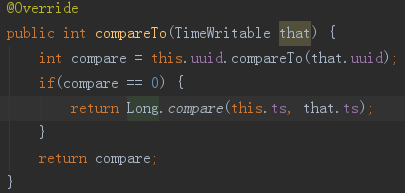 @Override
public int compareTo(TimeWritable that) {
    int compare = this.uuid.compareTo(that.uuid);
    if(compare == 0) {
        return Long.compare(this.ts, that.ts);
    }
    return compare;
}